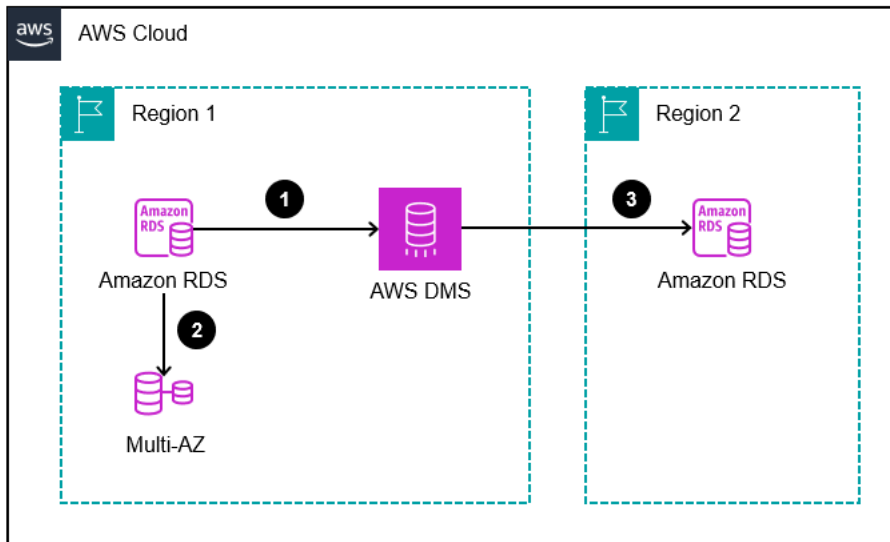 aws
AWS Cloud
Region 1
Region 2
1
3
Amazon
RDS
Amazon
RDS
Amazon RDS
AWS DMS
Amazon RDS
2
Multi-AZ